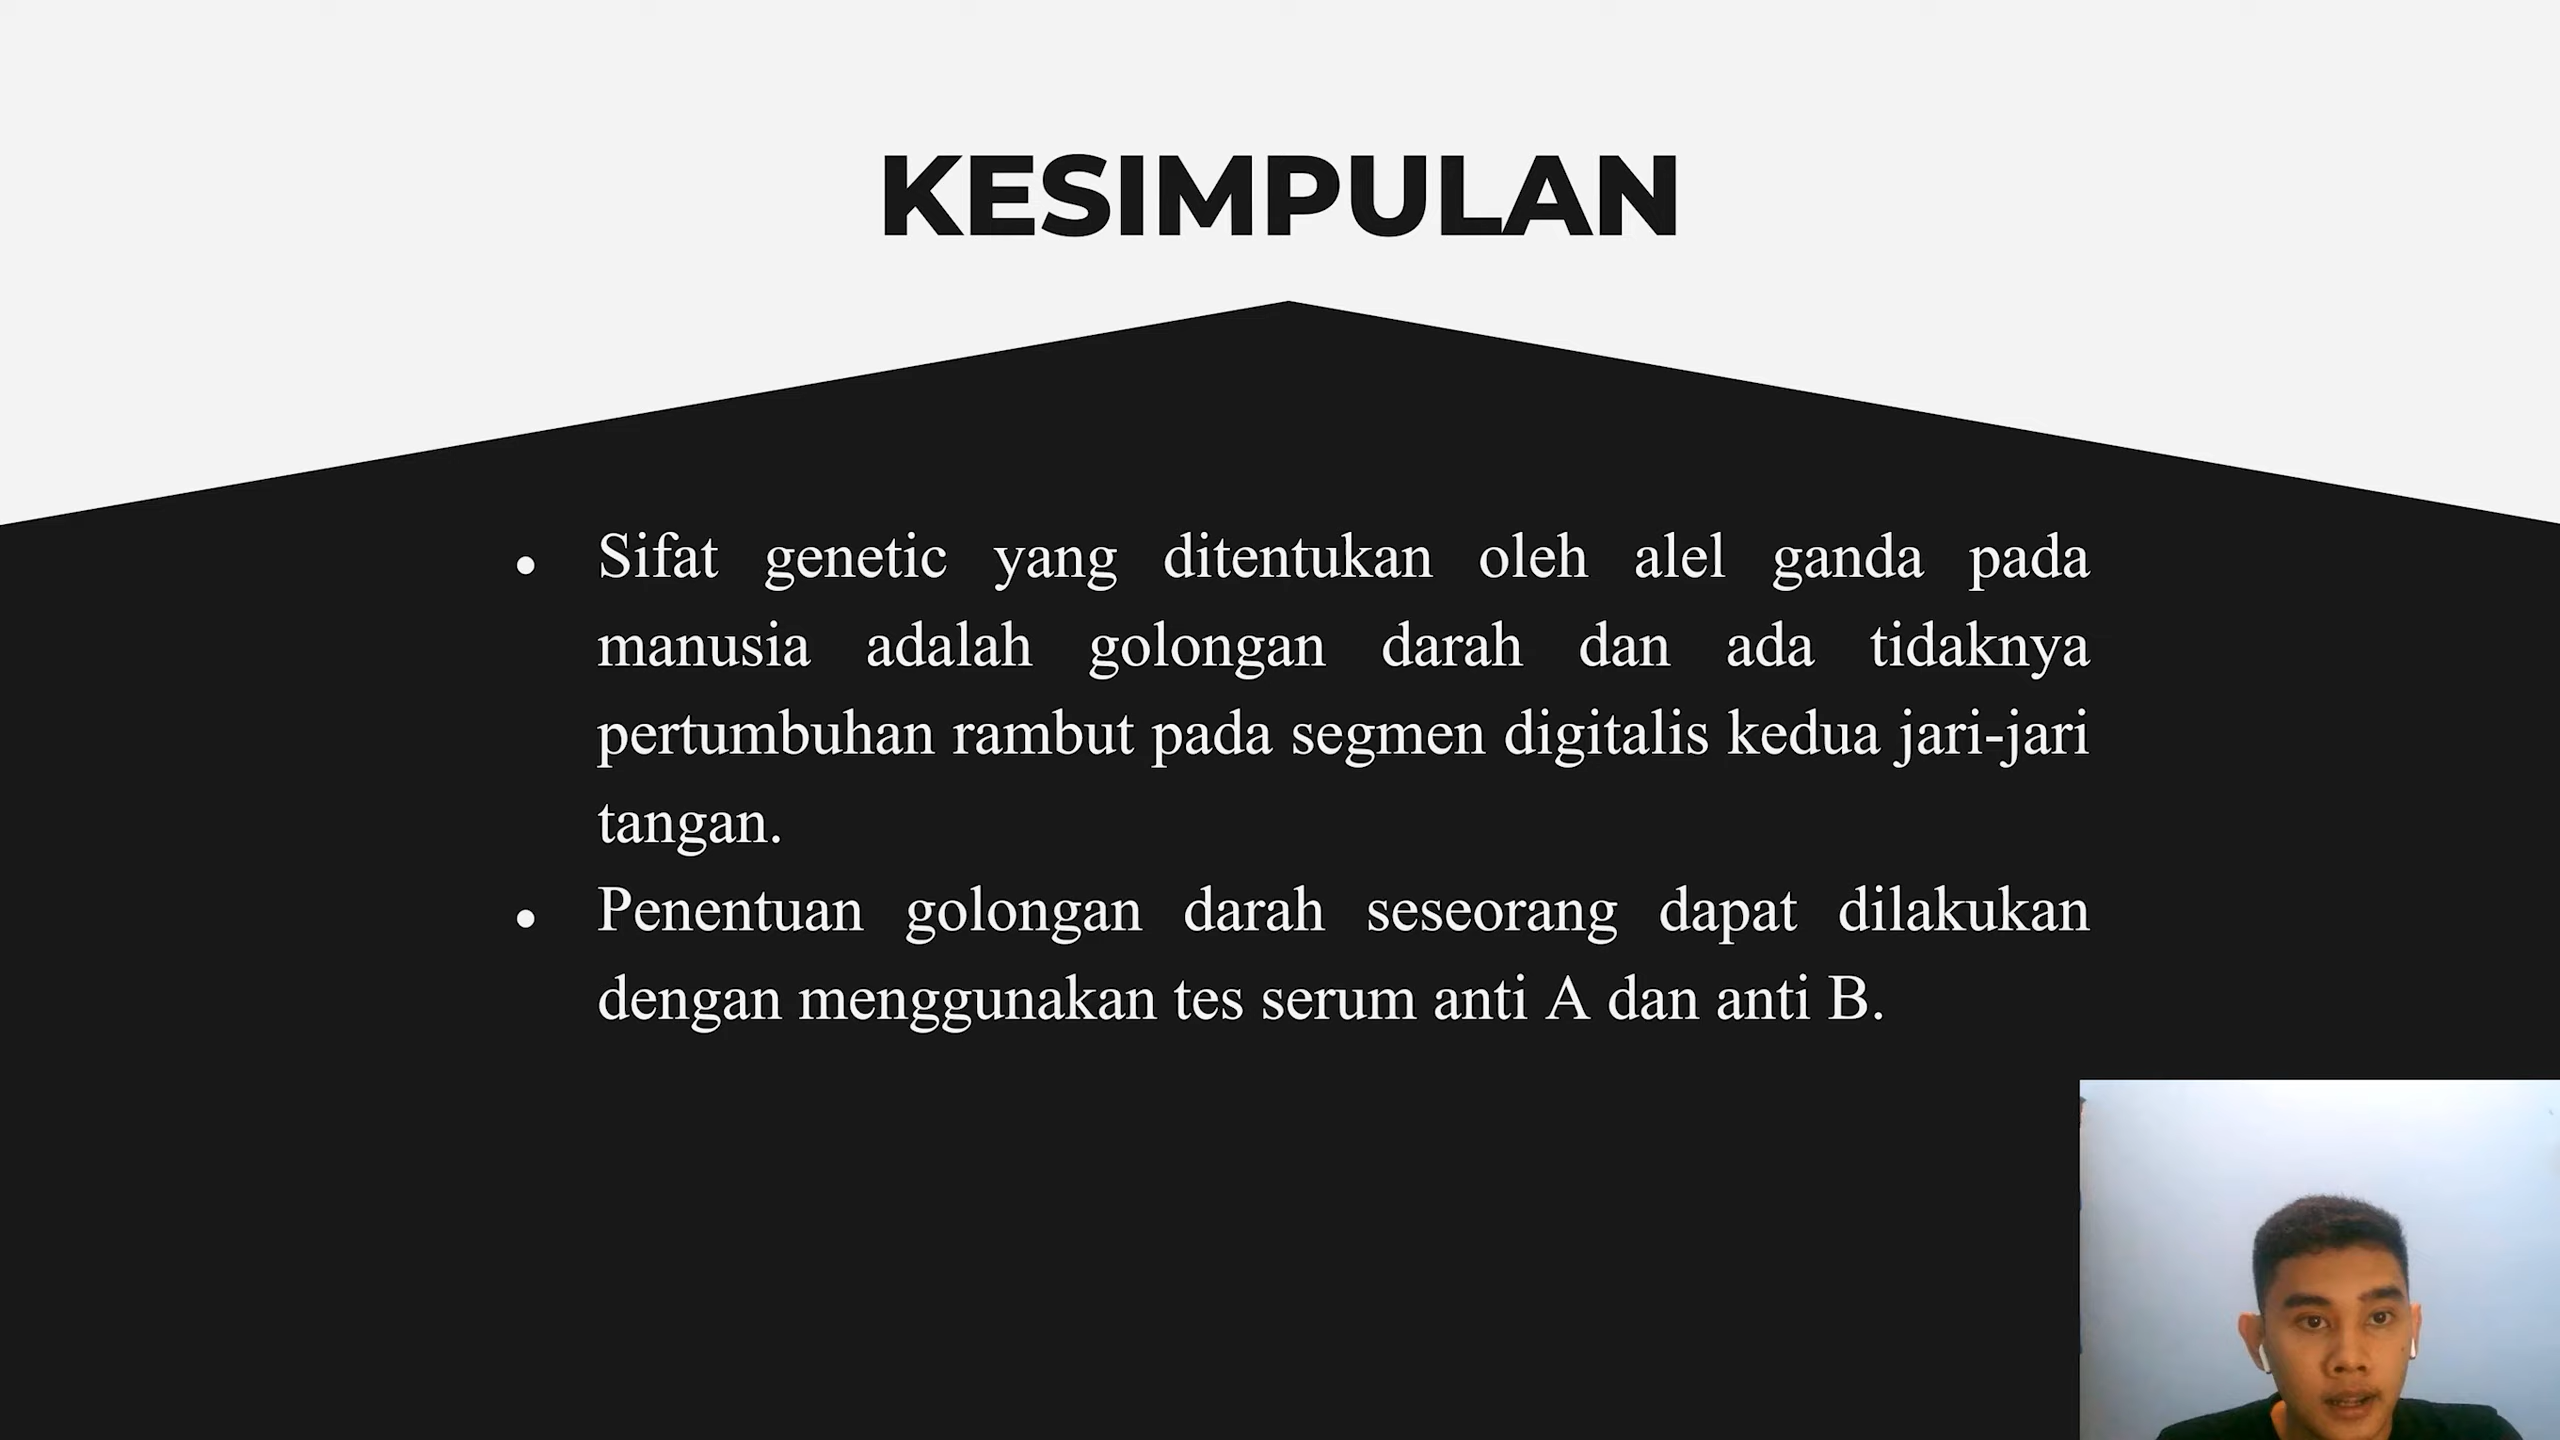 KESIMPULAN
• Sifat genetic yang ditentukan oleh alel ganda pada
manusia adalah golongan darah dan ada tidaknya
pertumbuhan rambut pada segmen digitalis kedua jari-jari
tangan.
• Penentuan golongan darah seseorang dapat dilakukan
dengan menggunakan tes serum anti A dan anti B.